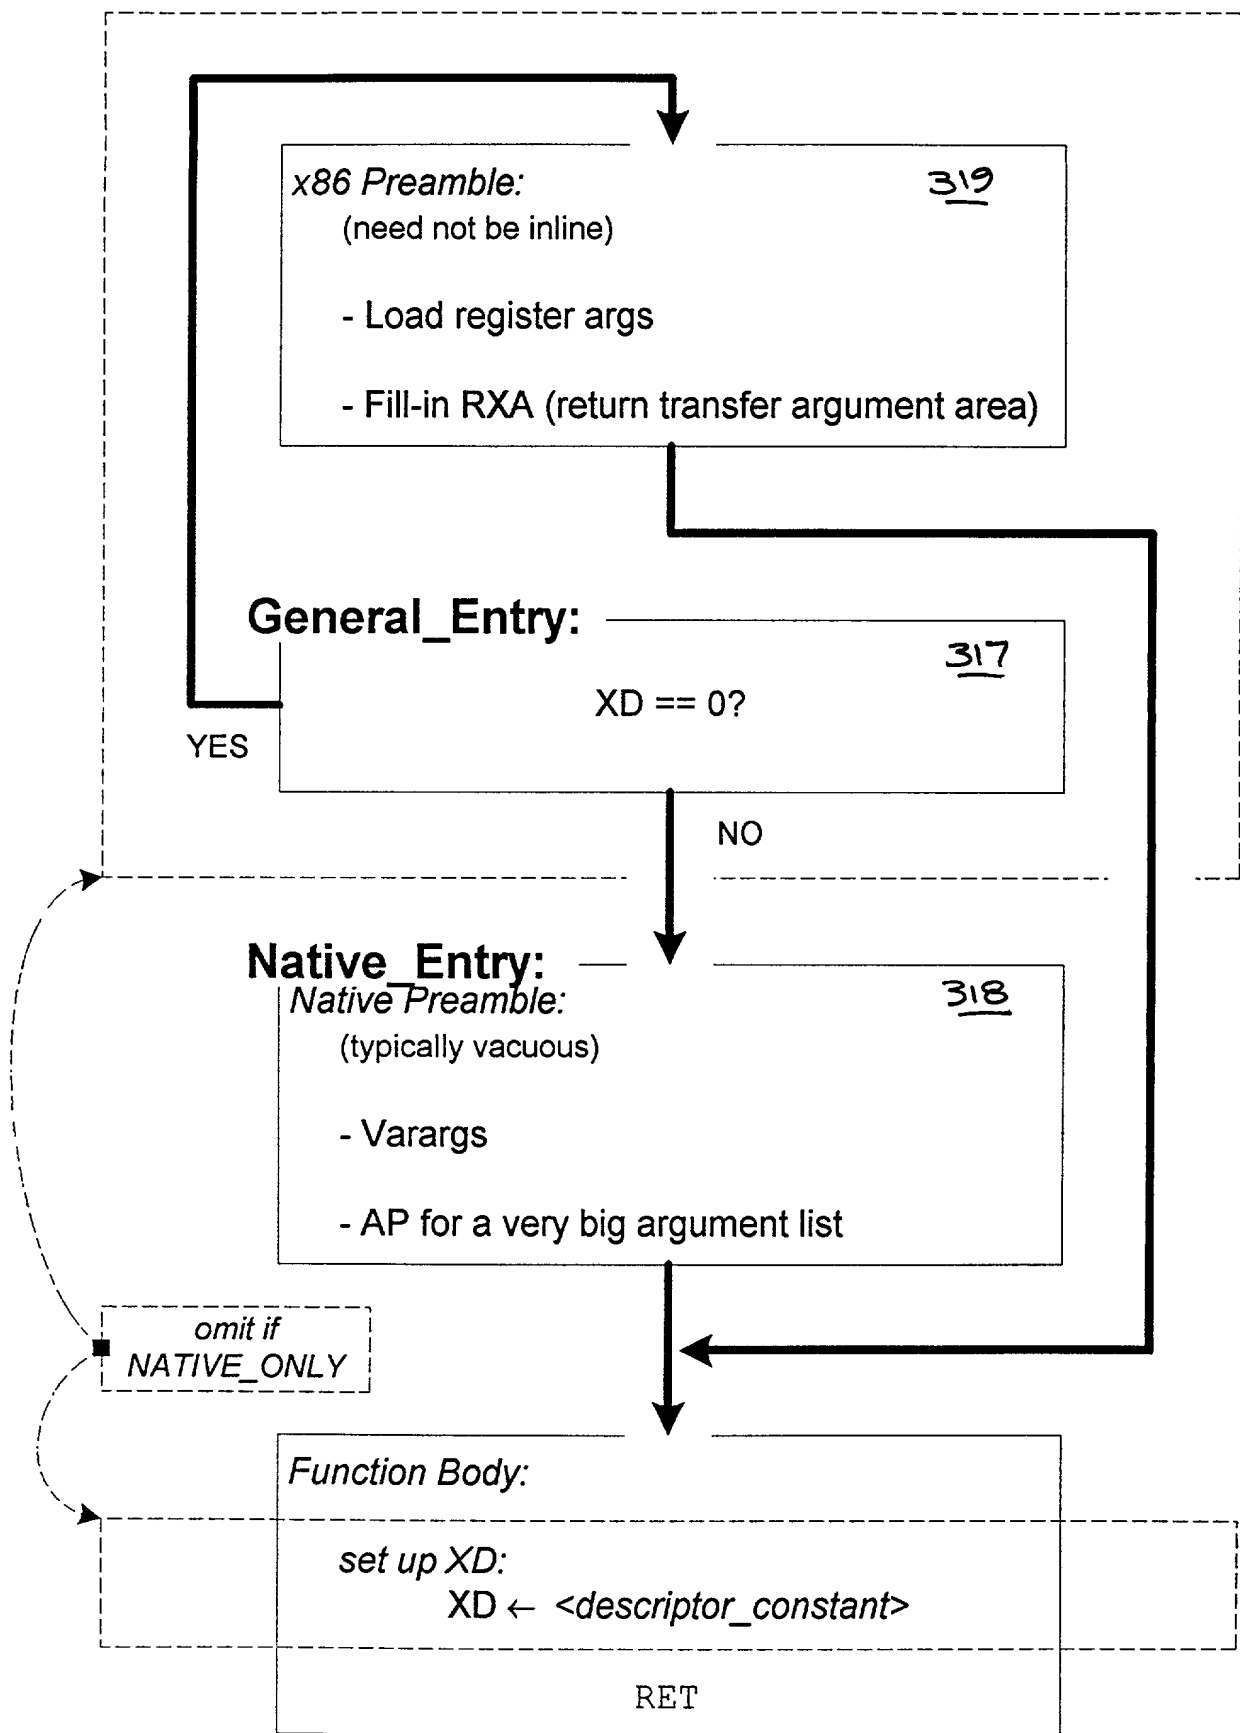 x86 Preamble:
319
(need not be inline)
- Load register args
- Fill-in RXA (return transfer argument area)
General_Entry:
317
XD == 0?
YES
NO
Native_Entry:
Native Preamble:
318
(typically vacuous)
- Varargs
- AP for a very big argument list
omit if
NATIVE_ONLY
Function Body:
set up XD:
XD ← <descriptor_constant>
RET